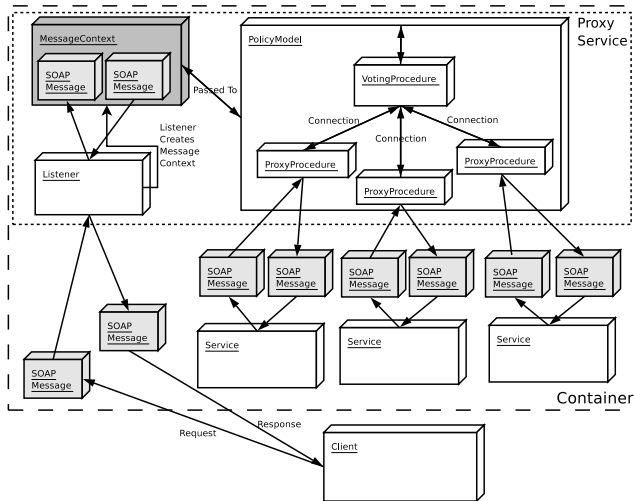 MessageContext
SOAP
Message
SOAP
Message
Passed To
Listener
Creates
Message
Context
Listener
PolicyModel
Proxy
Service
VotingProcedure
Connection
Connection
Connection
ProxyProcedure
ProxyProcedure
ProxyProcedure
SOAP
Message
SOAP
Message
SOAP
Message
SOAP
Message
SOAP
Message
SOAP
Message
SOAP
Message
SOAP
Message
Service
Service
Service
Container
Request
Response
Client